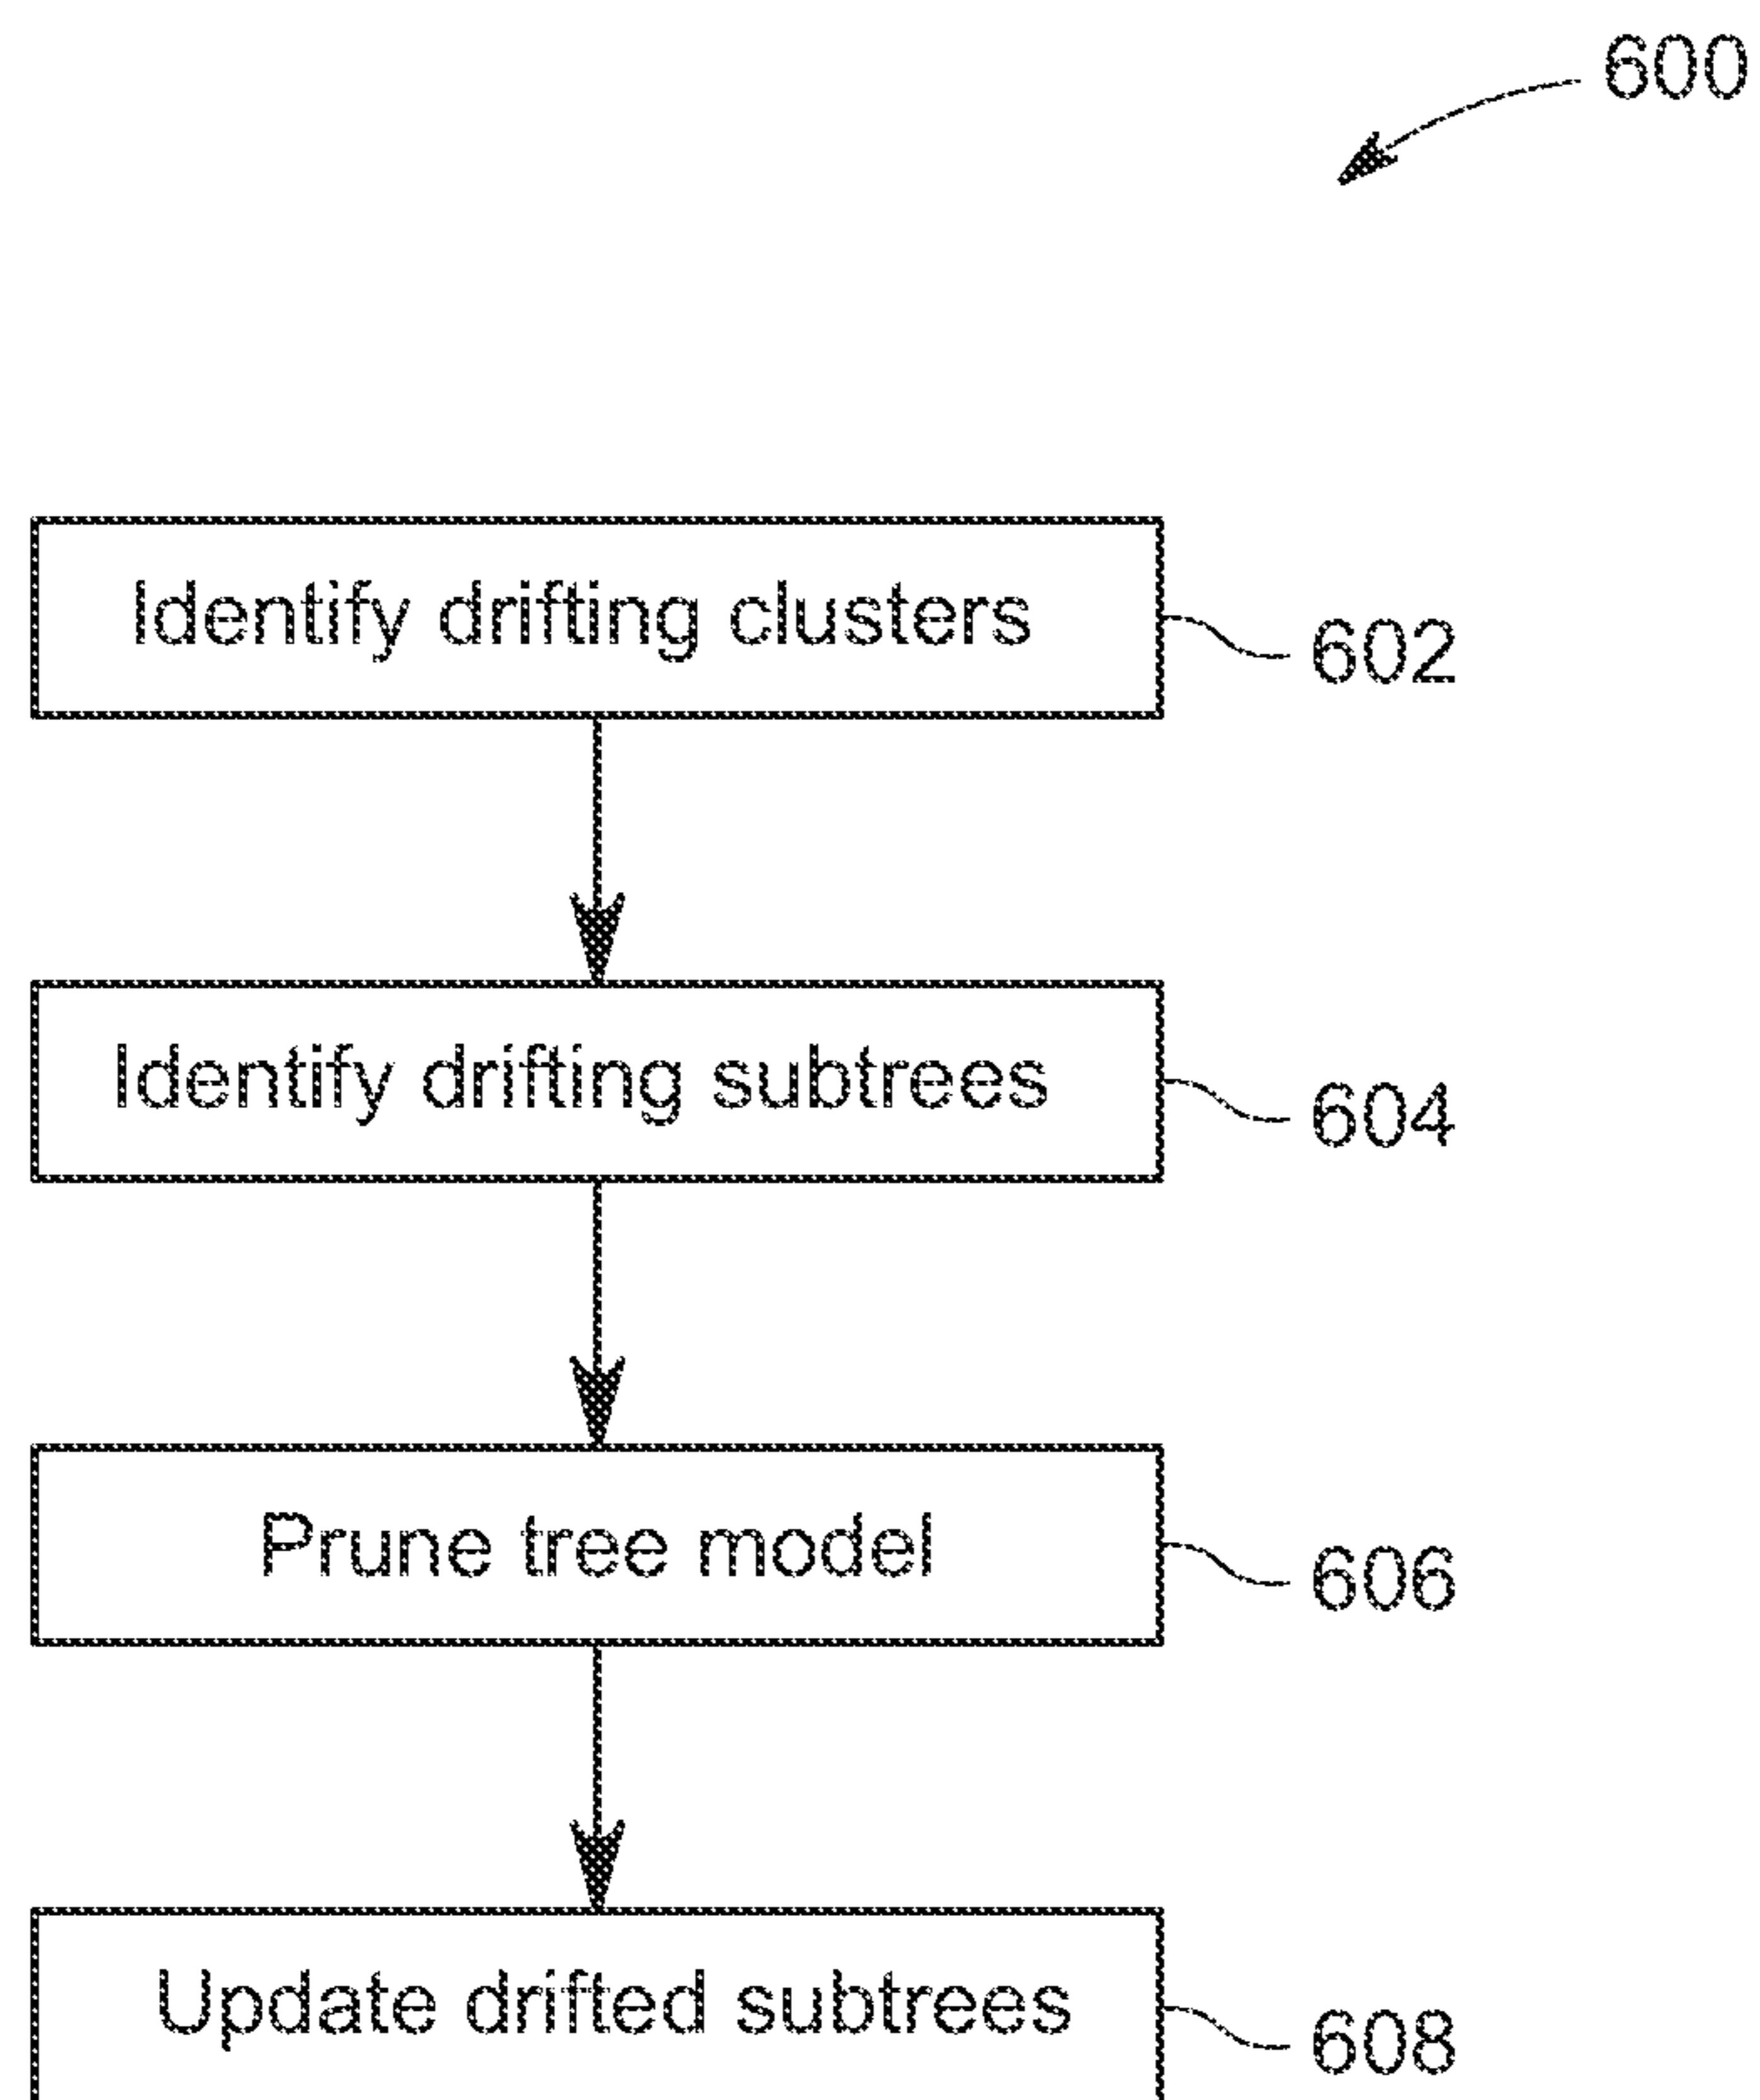 600
Identify drifting clusters
602
Identify drifting subtrees
604
Prune tree model
606
Update drifted subtrees
608